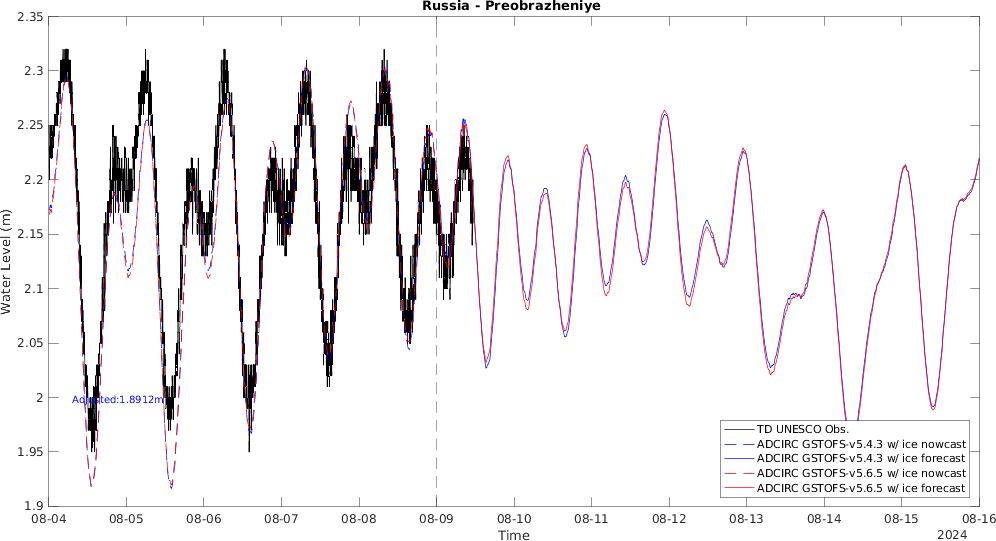 Russia - Preobrazheniye
2.35
2.3
2.25
2.2
2.15
2.1
2.05
2
1.95
1.9
Water Level (m)
Adjusted:1.8912m
TD UNESCO Obs.
ADCIRC GSTOFS-v5.4.3 w/ ice nowcast
ADCIRC GSTOFS-v5.4.3 w/ ice forecast
ADCIRC GSTOFS-v5.6.5 w/ ice nowcast
ADCIRC GSTOFS-v5.6.5 w/ ice forecast
08-04 08-05 08-06 08-07 08-08 08-09 08-10 08-11 08-12 08-13 08-14 08-15 08-16
Time
2024